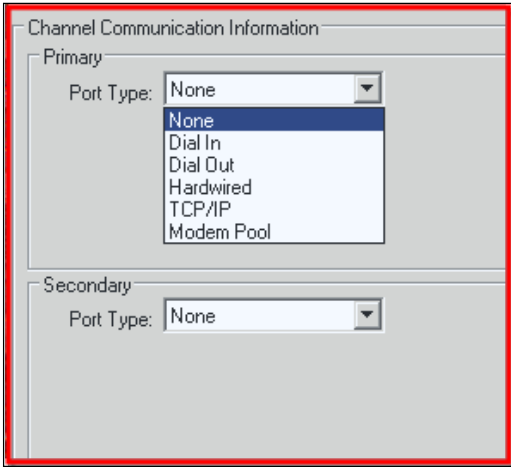 Channel Communication Information
Primary
Port Type: None
None
Dial In
Dial Out
Hardwired
TCP/IP
Modem Pool
Secondary
Port Type: None